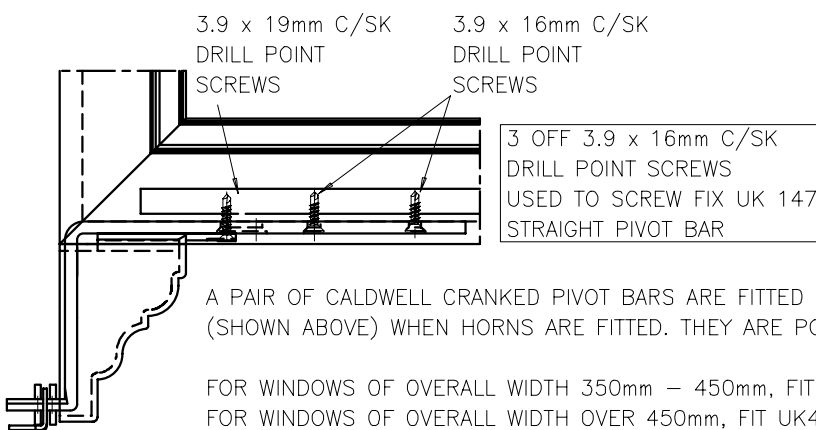 3.9 x 19mm C/SK
DRILL POINT
SCREWS
3.9 x 16mm C/SK
DRILL POINT
SCREWS
3 OFF 3.9 x 16mm C/SK
DRILL POINT SCREWS
USED TO SCREW FIX UK 147
STRAIGHT PIVOT BAR
A PAIR OF CALDWELL CRANKED PIVOT BARS ARE FITTED
(SHOWN ABOVE) WHEN HORNS ARE FITTED. THEY ARE
FOR WINDOWS OF OVERALL WIDTH 350mm – 450mm, FIT
FOR WINDOWS OF OVERALL WIDTH OVER 450mm, FIT UK4